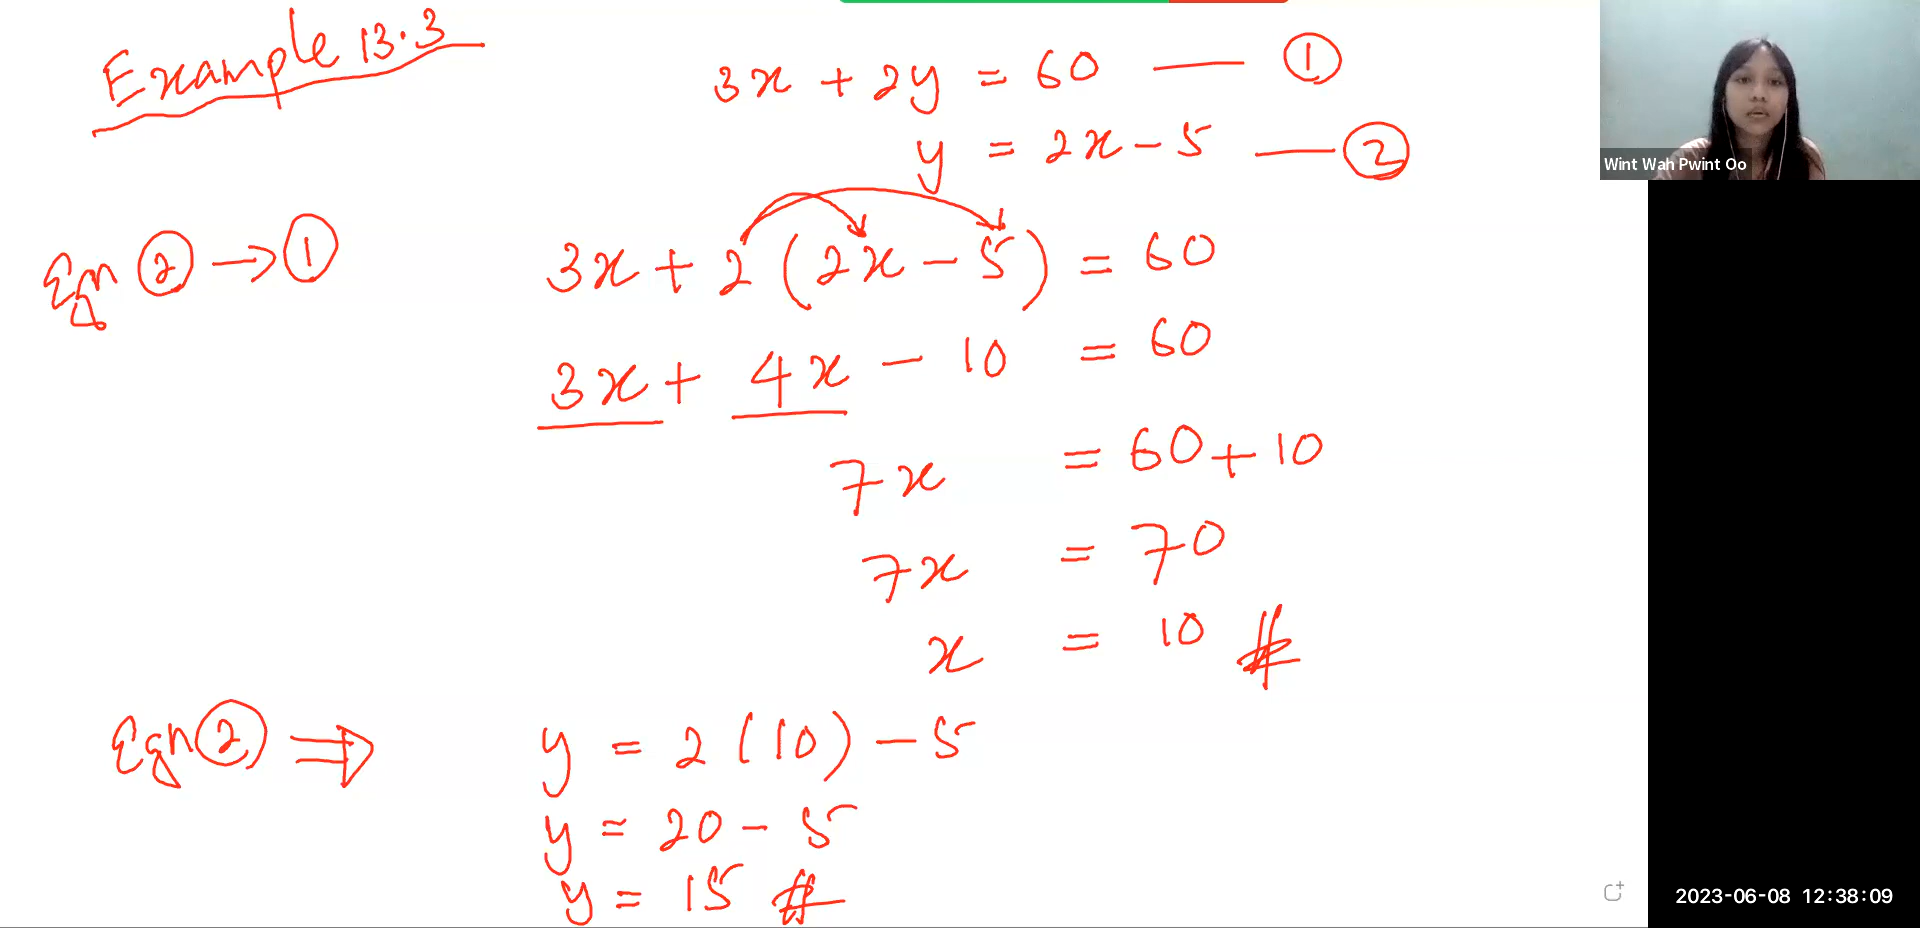 Example 13.3
3x + 2y = 60 —— ①
y = 2x - 5 —— ②
Eqn ② → ① 3x + 2 (2x - 5) = 60
3x + 4x - 10 = 60
7x = 60 + 10
7x = 70
x = 10 #
Eqn ② ⇒ y = 2 (10) - 5
y = 20 - 5
y = 15 #
Wint Wah Pwint Oo
2023-06-08 12:38:09